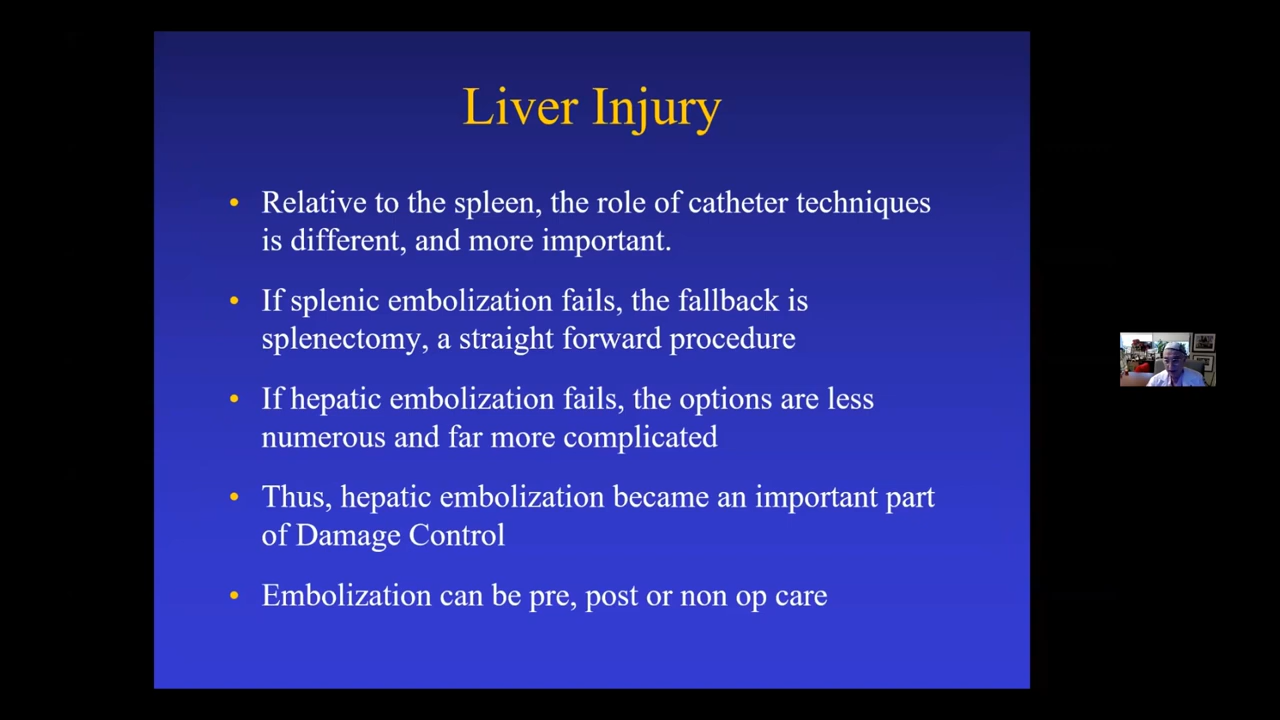 Liver Injury
• Relative to the spleen, the role of catheter techniques
is different, and more important.
• If splenic embolization fails, the fallback is
splenectomy, a straight forward procedure
• If hepatic embolization fails, the options are less
numerous and far more complicated
• Thus, hepatic embolization became an important part
of Damage Control
• Embolization can be pre, post or non op care